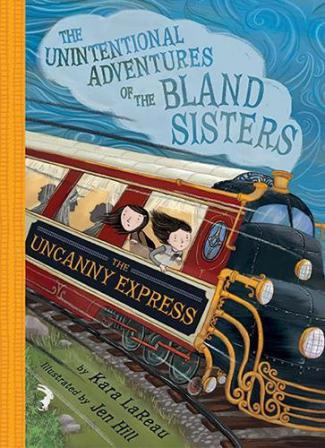 THE
UNINTENTIONAL
ADVENTURES
OF THE BLAND
SISTERS
THE
UNCANNY EXPRESS
by Kara LaReau
Illustrated by Jen Hill